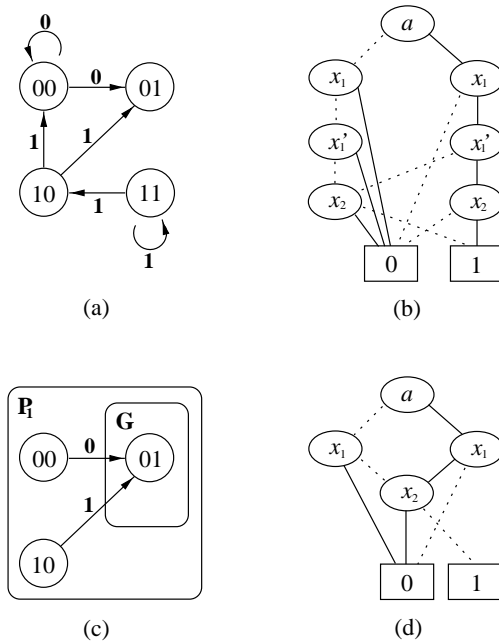 0
00 0 01
1 1
10 1 11
1
(a)
a
x₁ x₁
x₁' x₁'
x₂ x₂
0 1
(b)
P₁
G
00 0 01
1
10
(c)
a
x₁ x₁
x₂
0 1
(d)